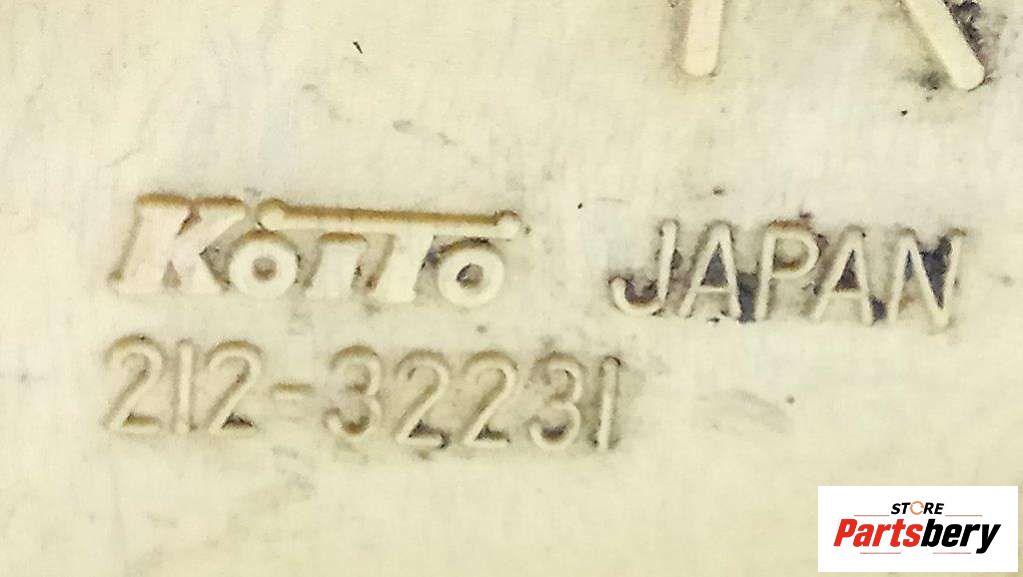 KOITO JAPAN
212-32231
STORE
Partsbery